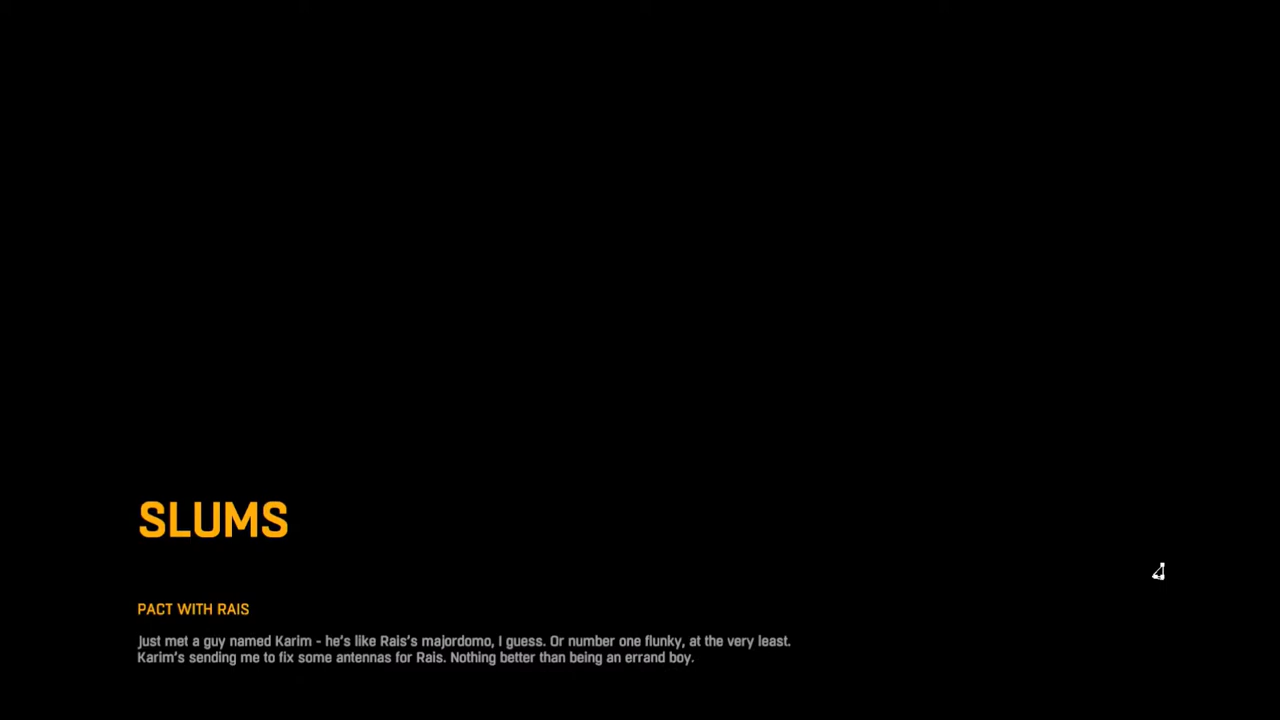 SLUMS
PACT WITH RAIS
Just met a guy named Karim - he's like Rais's majordomo, I guess. Or number one flunky, at the very least.
Karim's sending me to fix some antennas for Rais. Nothing better than being an errand boy.